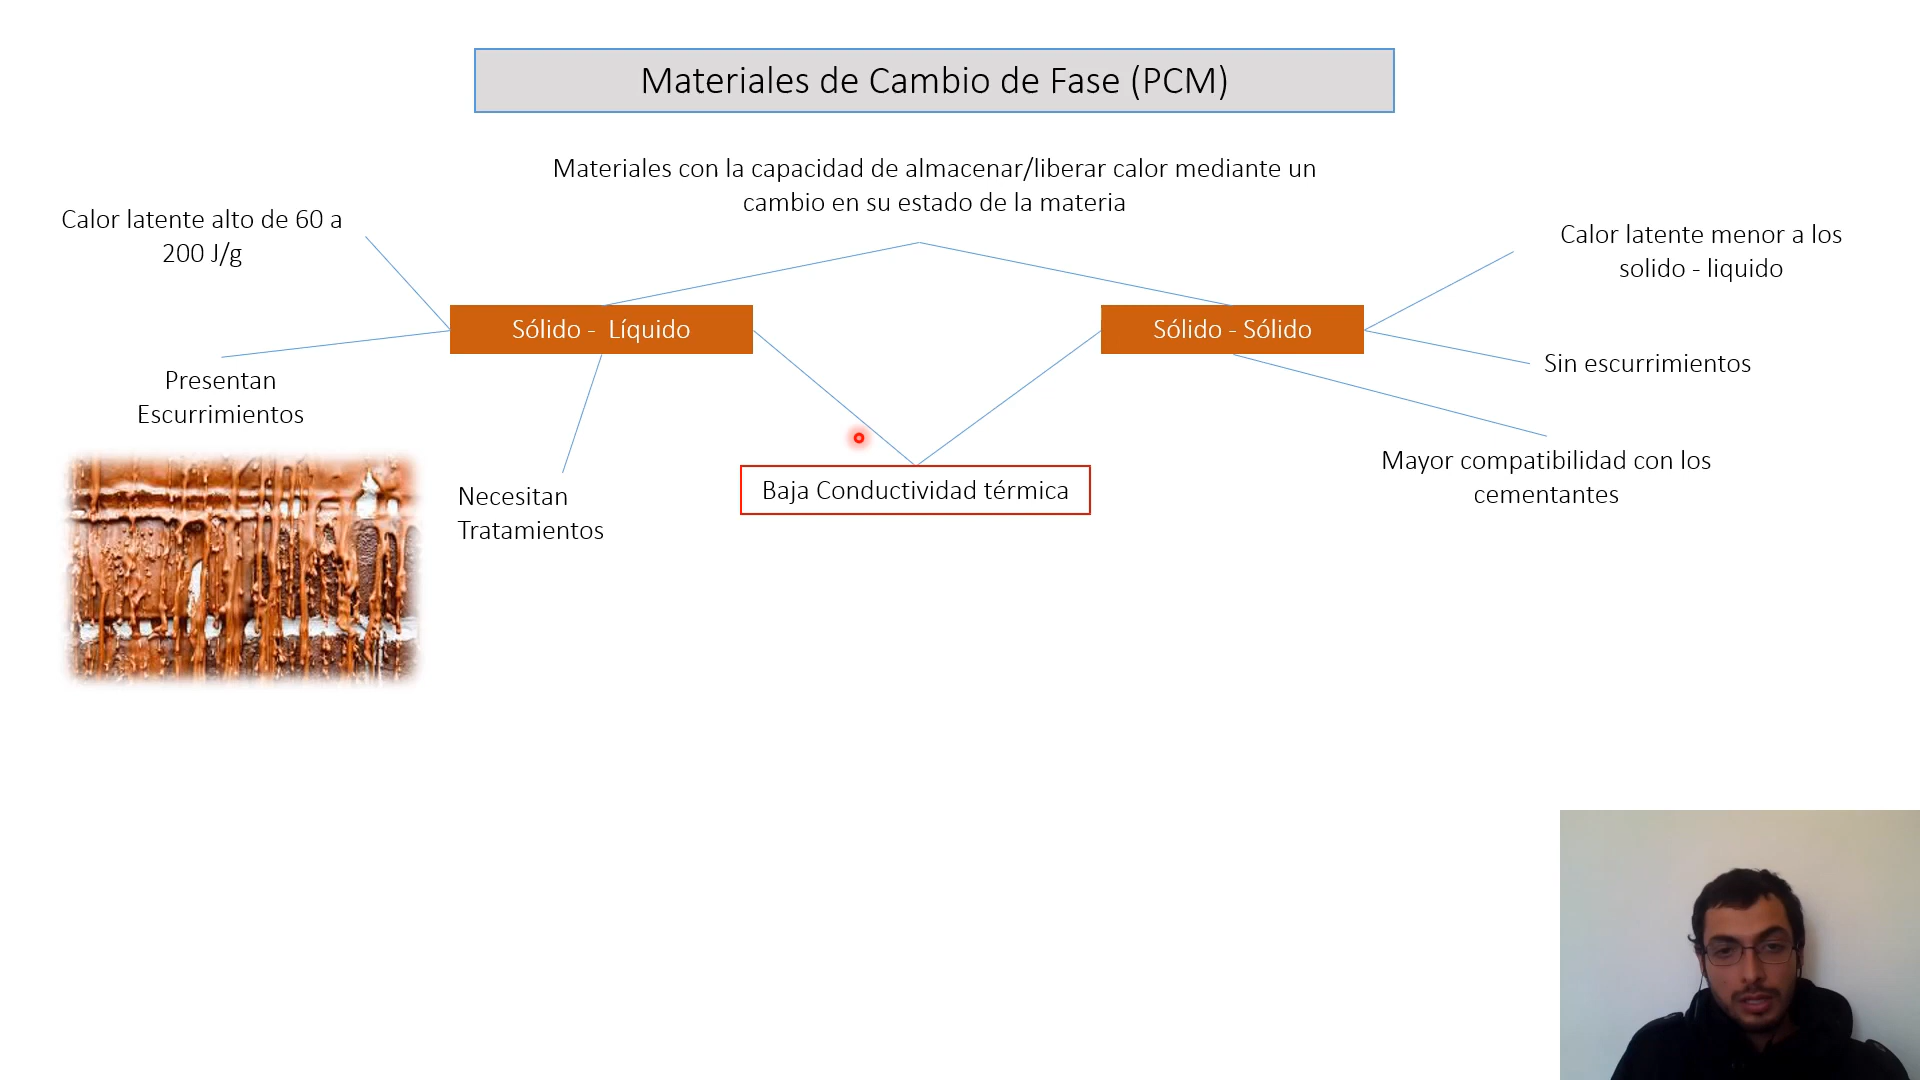 Materiales de Cambio de Fase (PCM)
Materiales con la capacidad de almacenar/liberar calor mediante un
cambio en su estado de la materia
Calor latente alto de 60 a
200 J/g
Calor latente menor a los
solido - liquido
Sólido -  Líquido
Sólido - Sólido
Sin escurrimientos
Presentan
Escurrimientos
Mayor compatibilidad con los
cementantes
Necesitan
Tratamientos
Baja Conductividad térmica